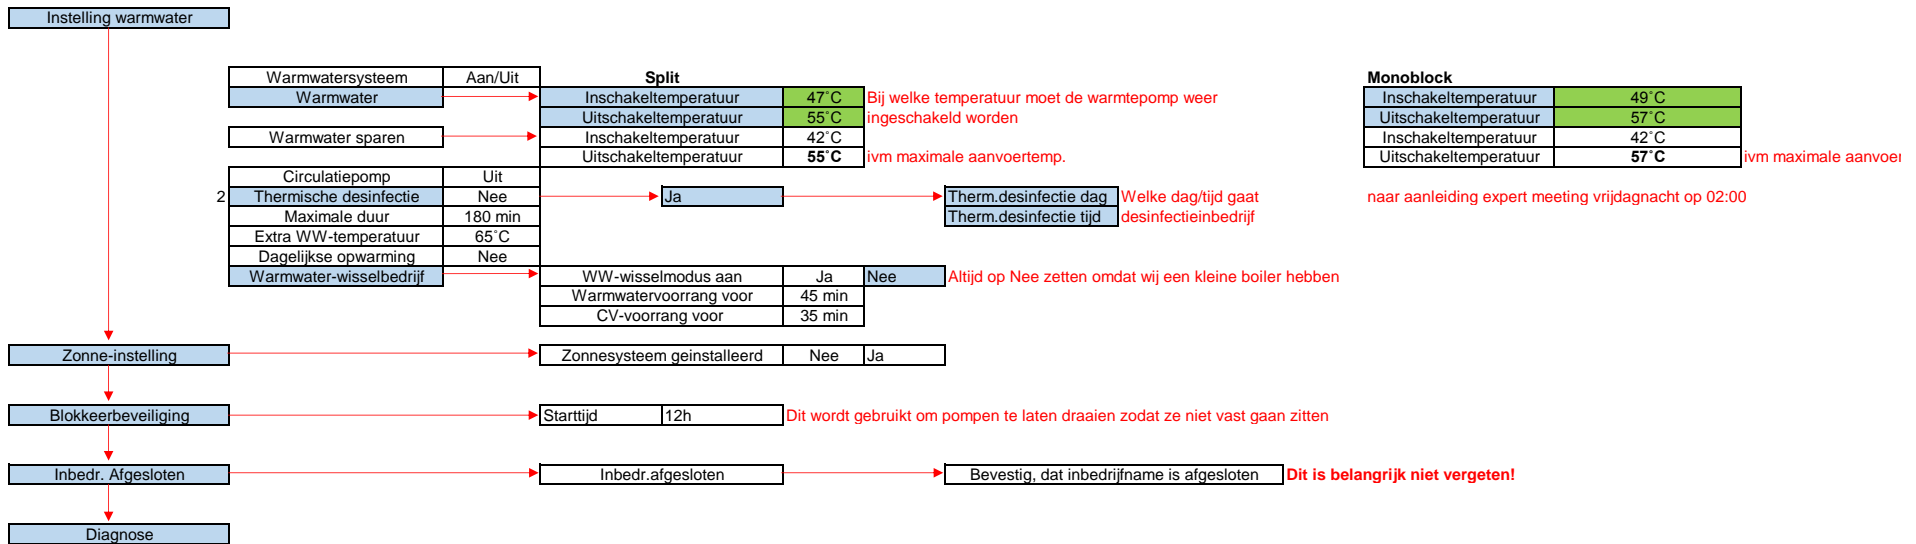 Instelling warmwater
Warmwatersysteem Aan/Uit Split Monoblock
Warmwater Inschakeltemperatuur 47˚C Bij welke temperatuur moet de warmtepomp weer Inschakeltemperatuur 49˚C
Uitschakeltemperatuur 55˚C ingeschakeld worden Uitschakeltemperatuur 57˚C
Warmwater sparen Inschakeltemperatuur 42˚C Inschakeltemperatuur 42˚C
Uitschakeltemperatuur 55˚C ivm maximale aanvoertemp. Uitschakeltemperatuur 57˚C ivm maximale aanvoer
Circulatiepomp Uit
2 Thermische desinfectie Nee Ja Therm.desinfectie dag Welke dag/tijd gaat naar aanleiding expert meeting vrijdagnacht op 02:00
Maximale duur 180 min Therm.desinfectie tijd desinfectieinbedrijf
Extra WW-temperatuur 65˚C
Dagelijkse opwarming Nee
Warmwater-wisselbedrijf WW-wisselmodus aan Ja Nee Altijd op Nee zetten omdat wij een kleine boiler hebben
Warmwatervoorrang voor 45 min
CV-voorrang voor 35 min
Zonne-instelling Zonnesysteem geinstalleerd Nee Ja
Blokkeerbeveiliging Starttijd 12h Dit wordt gebruikt om pompen te laten draaien zodat ze niet vast gaan zitten
Inbedr. Afgesloten Inbedr.afgesloten Bevestig, dat inbedrijfname is afgesloten Dit is belangrijk niet vergeten!
Diagnose